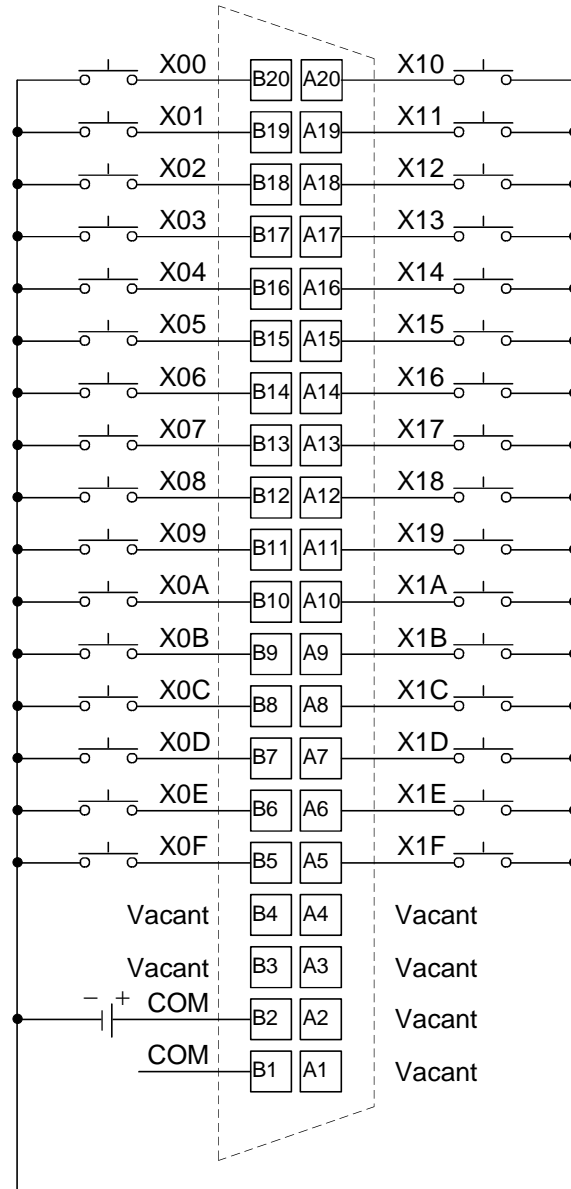 X00 B20 A20 X10
X01 B19 A19 X11
X02 B18 A18 X12
X03 B17 A17 X13
X04 B16 A16 X14
X05 B15 A15 X15
X06 B14 A14 X16
X07 B13 A13 X17
X08 B12 A12 X18
X09 B11 A11 X19
X0A B10 A10 X1A
X0B B9 A9 X1B
X0C B8 A8 X1C
X0D B7 A7 X1D
X0E B6 A6 X1E
X0F B5 A5 X1F
Vacant B4 A4 Vacant
Vacant B3 A3 Vacant
− + COM B2 A2 Vacant
COM B1 A1 Vacant